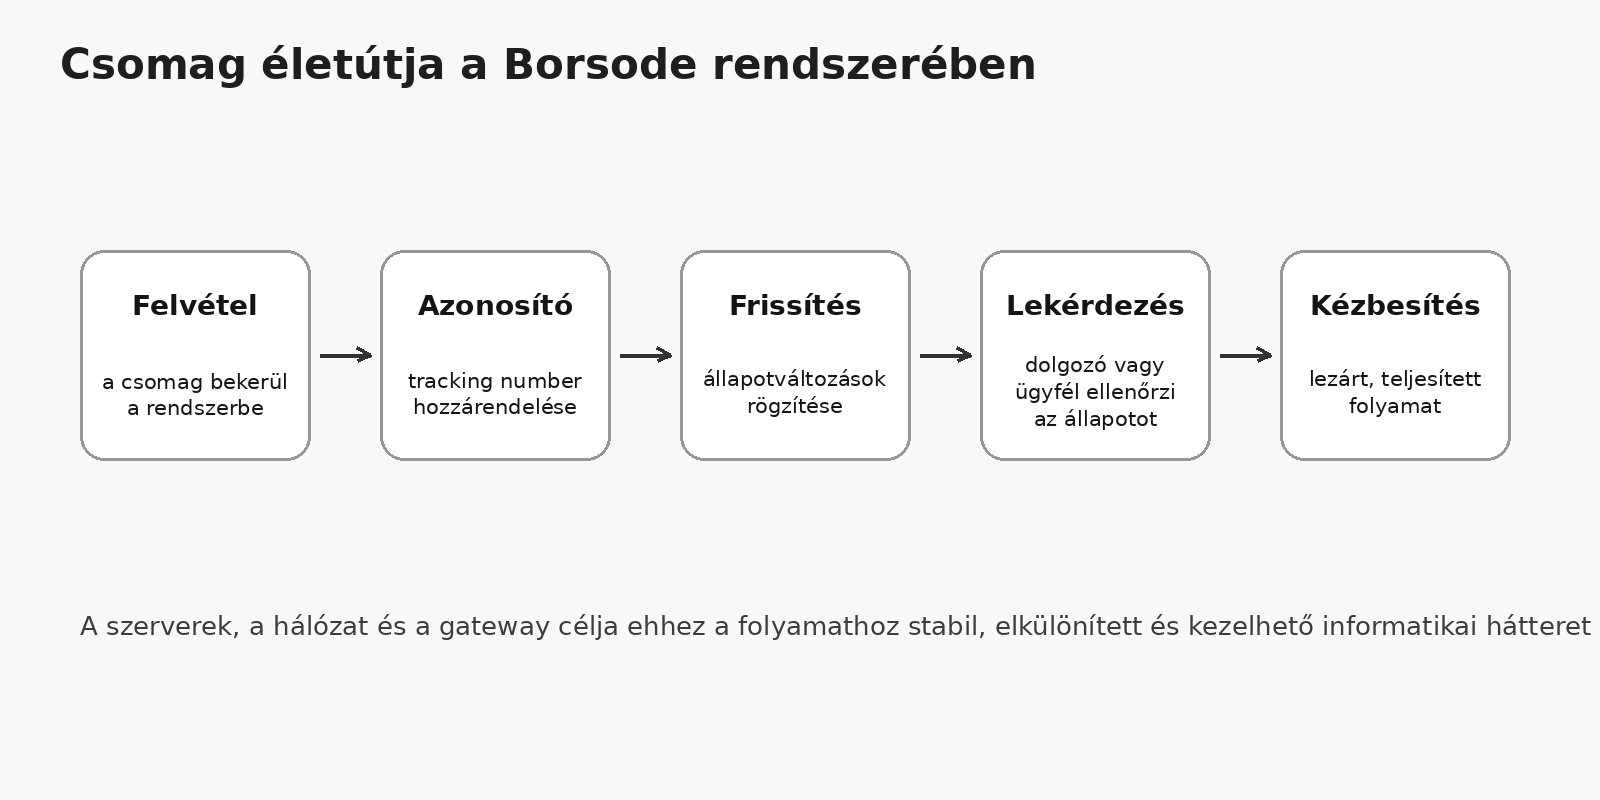 Csomag életútja a Borsode rendszerében
Felvétel
a csomag bekerül
a rendszerbe
Azonosító
tracking number
hozzárendelése
Frissítés
állapotváltozások
rögzítése
Lekérdezés
dolgozó vagy
ügyfél ellenőrzi
az állapotot
Kézbesítés
lezárt, teljesített
folyamat
A szerverek, a hálózat és a gateway célja ehhez a folyamathoz stabil, elkülönített és kezelhető informatikai hátteret